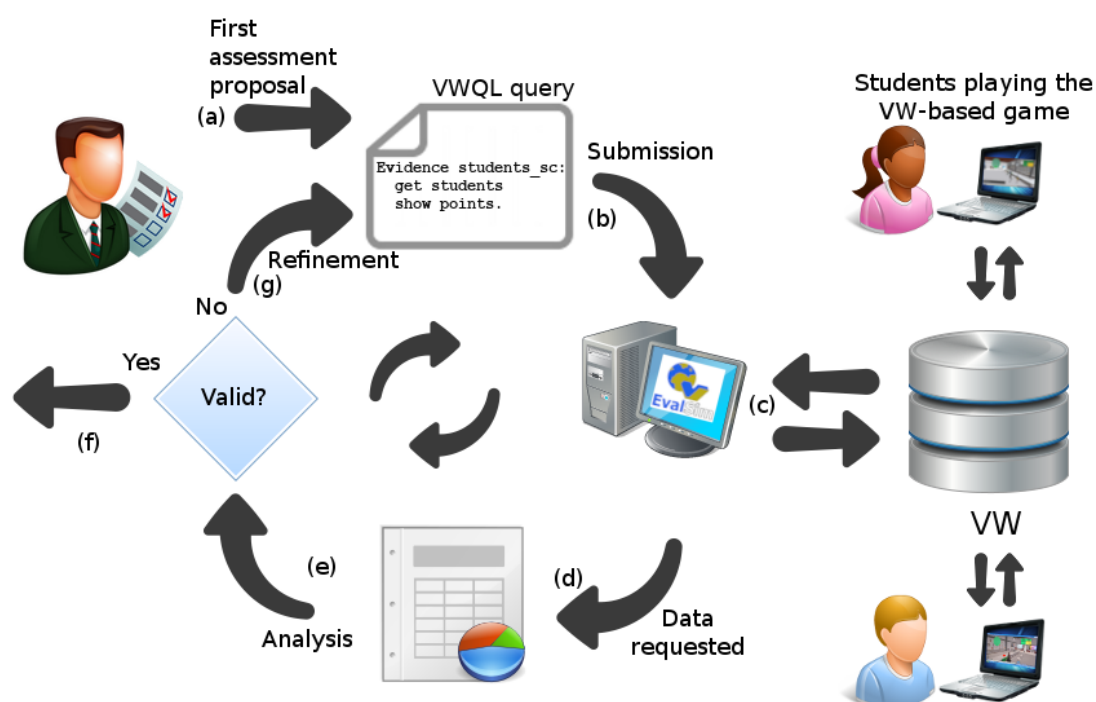 First
assessment
proposal
(a)
VWQL query
Evidence students_sc:
get students
show points.
Submission
(b)
Students playing the
VW-based game
Refinement
(g)
No
Yes
Valid?
(f)
EvalSim
(c)
VW
(e)
Analysis
(d)
Data
requested